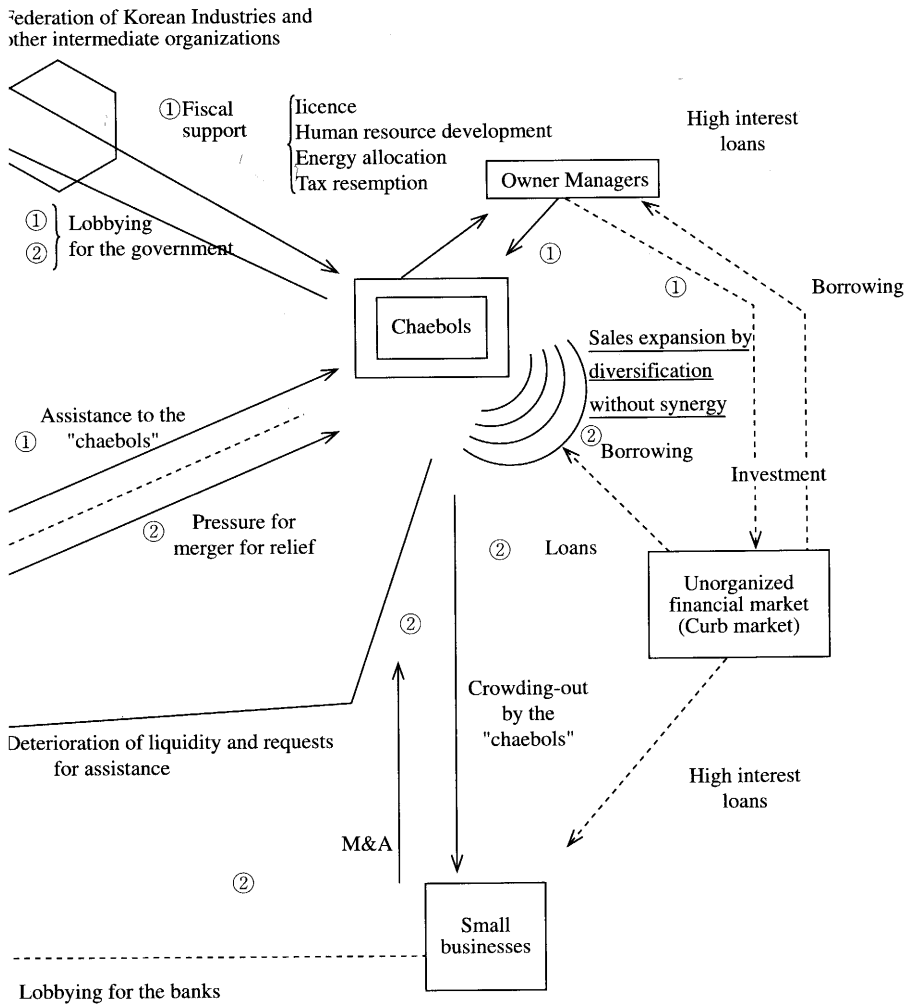 Federation of Korean Industries and
other intermediate organizations
① Fiscal
support
licence
Human resource development
Energy allocation
Tax resemption
High interest
loans
Owner Managers
①
②
Lobbying
for the government
①
①
Borrowing
Chaebols
Sales expansion by
diversification
without synergy
Assistance to the
① "chaebols"
② Borrowing
Investment
② Pressure for
merger for relief
② Loans
Unorganized
financial market
(Curb market)
②
Crowding-out
by the
"chaebols"
Deterioration of liquidity and requests
for assistance
High interest
loans
M&A
②
Small
businesses
Lobbying for the banks